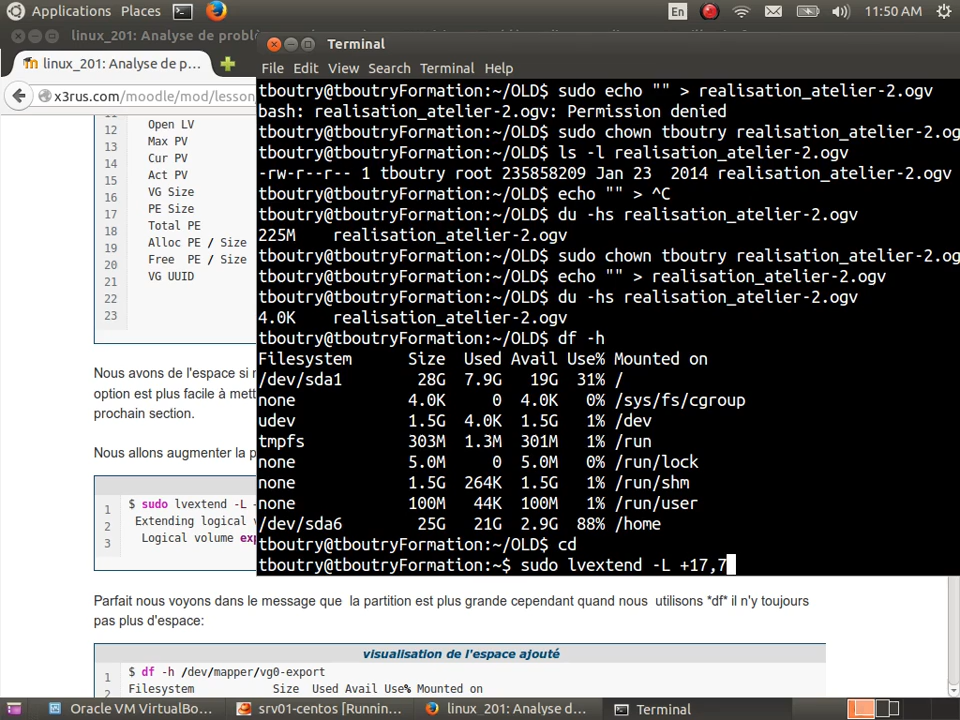 Applications Places En 11:50 AM
linux_201: Analyse de problè
Terminal
linux_201: Analyse de p...
File Edit View Search Terminal Help
x3rus.com/moodle/mod/lesson
12 Open LV
13 Max PV
14 Cur PV
15 Act PV
16 VG Size
17 PE Size
18 Total PE
19 Alloc PE / Size
20 Free PE / Size
21 VG UUID
22
23
Nous avons de l'espace si n
option est plus facile à mett
prochain section.
Nous allons augmenter la p
1 $ sudo lvextend -L
2 Extending logical v
3 Logical volume exp
tboutry@tboutryFormation:~/OLD$ sudo echo "" > realisation_atelier-2.ogv
bash: realisation_atelier-2.ogv: Permission denied
tboutry@tboutryFormation:~/OLD$ sudo chown tboutry realisation_atelier-2.og
tboutry@tboutryFormation:~/OLD$ ls -l realisation_atelier-2.ogv
-rw-r--r-- 1 tboutry root 235858209 Jan 23  2014 realisation_atelier-2.ogv
tboutry@tboutryFormation:~/OLD$ echo "" > ^C
tboutry@tboutryFormation:~/OLD$ du -hs realisation_atelier-2.ogv
225M    realisation_atelier-2.ogv
tboutry@tboutryFormation:~/OLD$ sudo chown tboutry realisation_atelier-2.og
tboutry@tboutryFormation:~/OLD$ echo "" > realisation_atelier-2.ogv
tboutry@tboutryFormation:~/OLD$ du -hs realisation_atelier-2.ogv
4.0K    realisation_atelier-2.ogv
tboutry@tboutryFormation:~/OLD$ df -h
Filesystem      Size  Used Avail Use% Mounted on
/dev/sda1        28G  7.9G   19G  31% /
none            4.0K     0  4.0K   0% /sys/fs/cgroup
udev            1.5G  4.0K  1.5G   1% /dev
tmpfs           303M  1.3M  301M   1% /run
none            5.0M     0  5.0M   0% /run/lock
none            1.5G  264K  1.5G   1% /run/shm
none            100M   44K  100M   1% /run/user
/dev/sda6        25G   21G  2.9G  88% /home
tboutry@tboutryFormation:~/OLD$ cd
tboutry@tboutryFormation:~$ sudo lvextend -L +17,7
Parfait nous voyons dans le message que la partition est plus grande cependant quand nous utilisons *df* il n'y toujours
pas plus d'espace:
visualisation de l'espace ajouté
1 $ df -h /dev/mapper/vg0-export
2 Filesystem Size Used Avail Use% Mounted on
Oracle VM VirtualBo... srv01-centos [Runnin... linux_201: Analyse d... Terminal